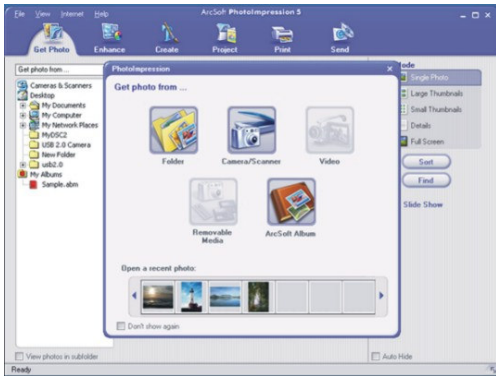 File View Internet Help
ArcSoft PhotoImpression 5
Get Photo Enhance Create Project Print Send
Get photo from...
Cameras & Scanners
Desktop
My Documents
My Computer
My Network Places
MyDSC2
USB 2.0 Camera
New Folder
usb2.0
My Albums
Sample.abm
PhotoImpression
Get photo from ...
Folder Camera/Scanner Video
Removable
Media
ArcSoft Album
Open a recent photo:
Don't show again
ode
Single Photo
Large Thumbnails
Small Thumbnails
Details
Full Screen
Sort
Find
Slide Show
View photos in subfolder
Auto Hide
Ready